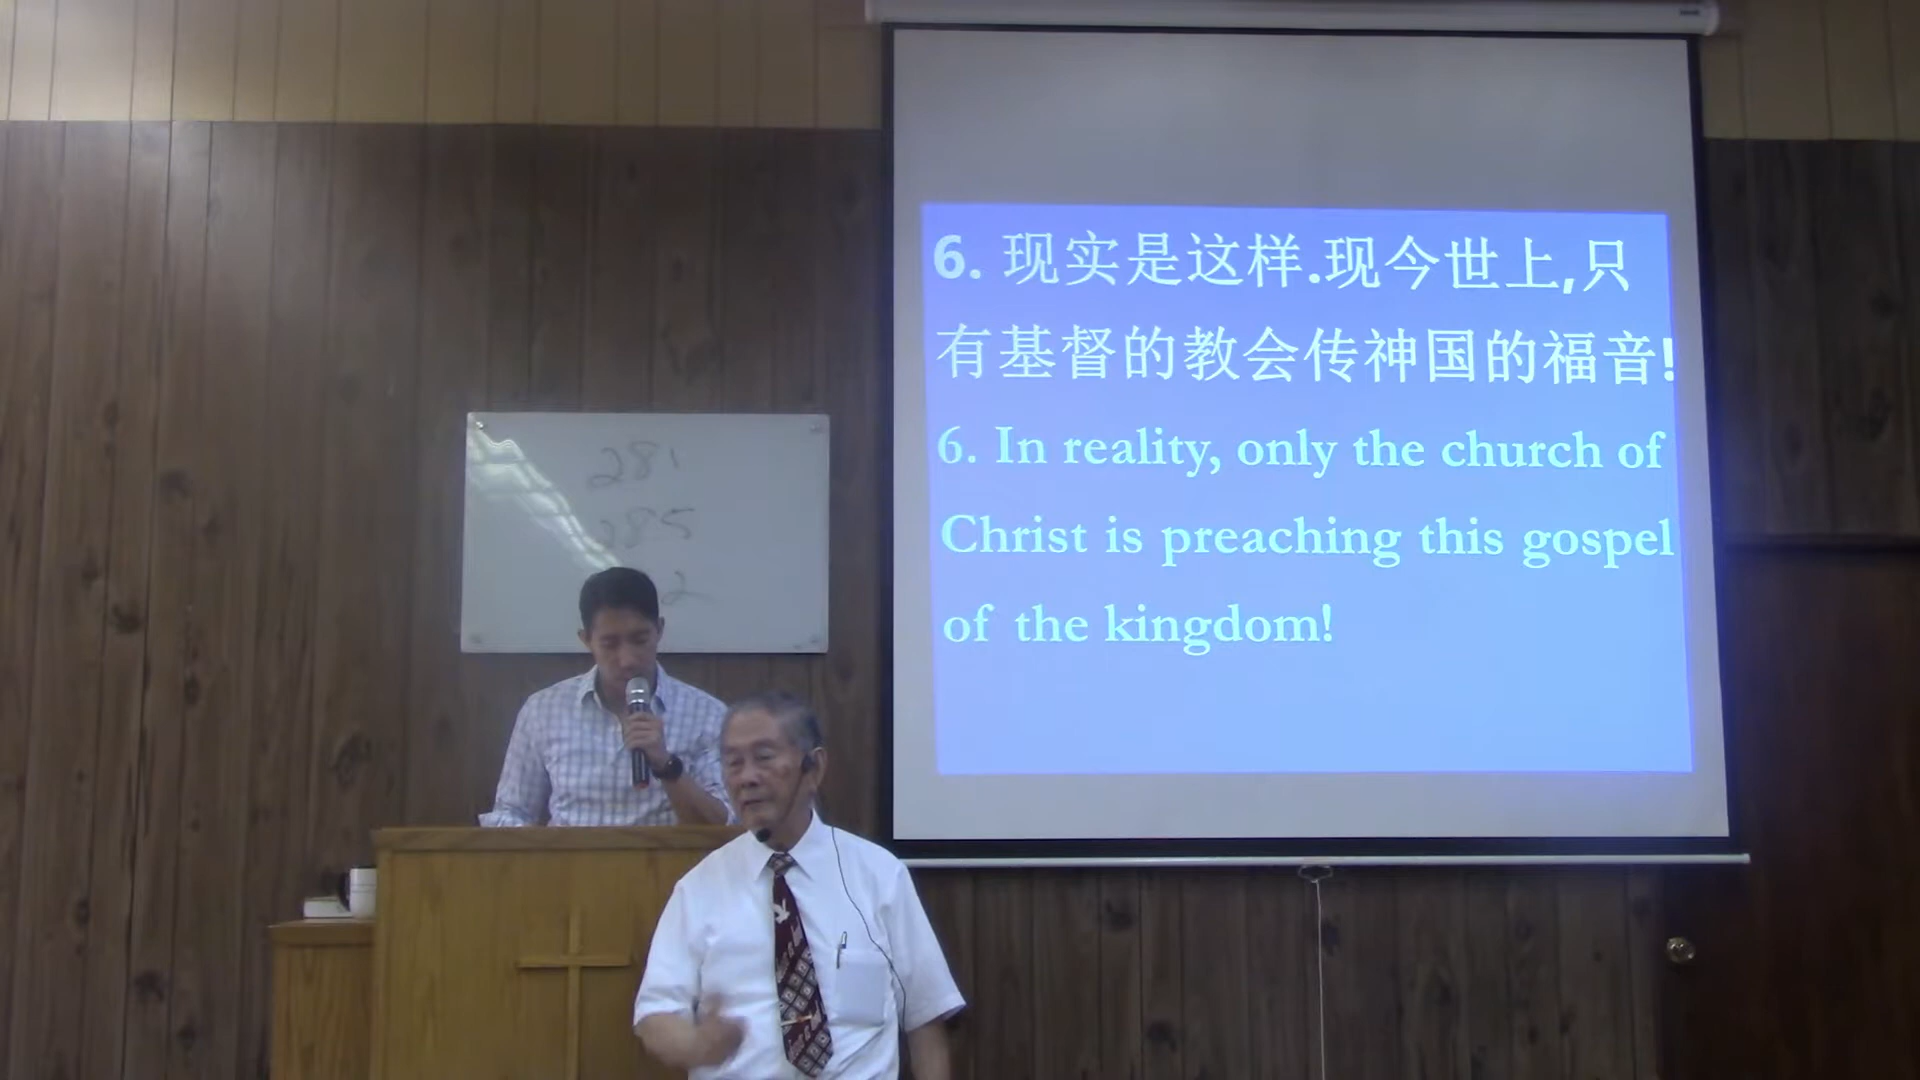 6. 现实是这样.现今世上,只
有基督的教会传神国的福音!
6. In reality, only the church of
Christ is preaching this gospel
of the kingdom!
281
285